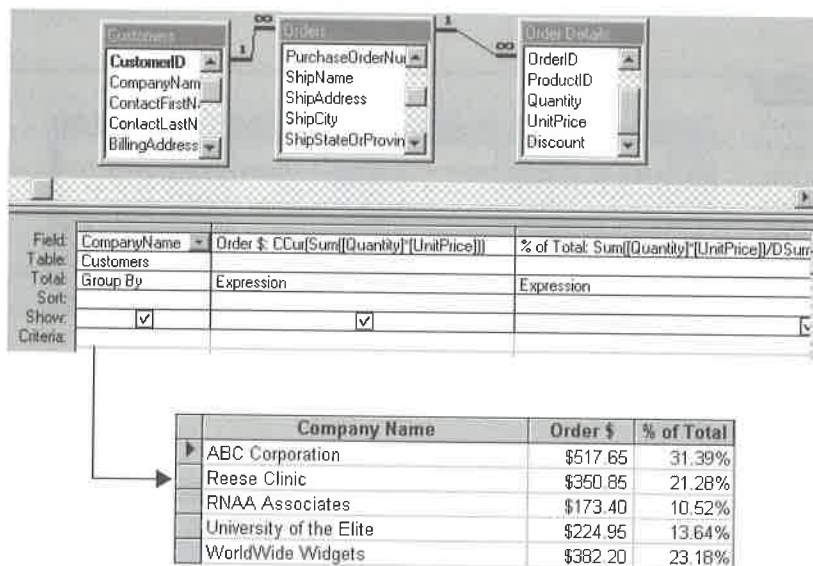 Customers
CustomerID
CompanyNam
ContactFirstNa
ContactLastN
BillingAddress
1
∞
Orders
PurchaseOrderNu
ShipName
ShipAddress
ShipCity
ShipStateOrProvin
1
∞
Order Details
OrderID
ProductID
Quantity
UnitPrice
Discount
Field: CompanyName Order $: CCur(Sum([Quantity]*[UnitPrice])) % of Total: Sum([Quantity]*[UnitPrice])/DSum
Table: Customers
Total: Group By Expression Expression
Sort:
Show:
Criteria:
Company Name Order $ % of Total
ABC Corporation $517.65 31.39%
Reese Clinic $350.85 21.28%
RNAA Associates $173.40 10.52%
University of the Elite $224.95 13.64%
WorldWide Widgets $382.20 23.18%